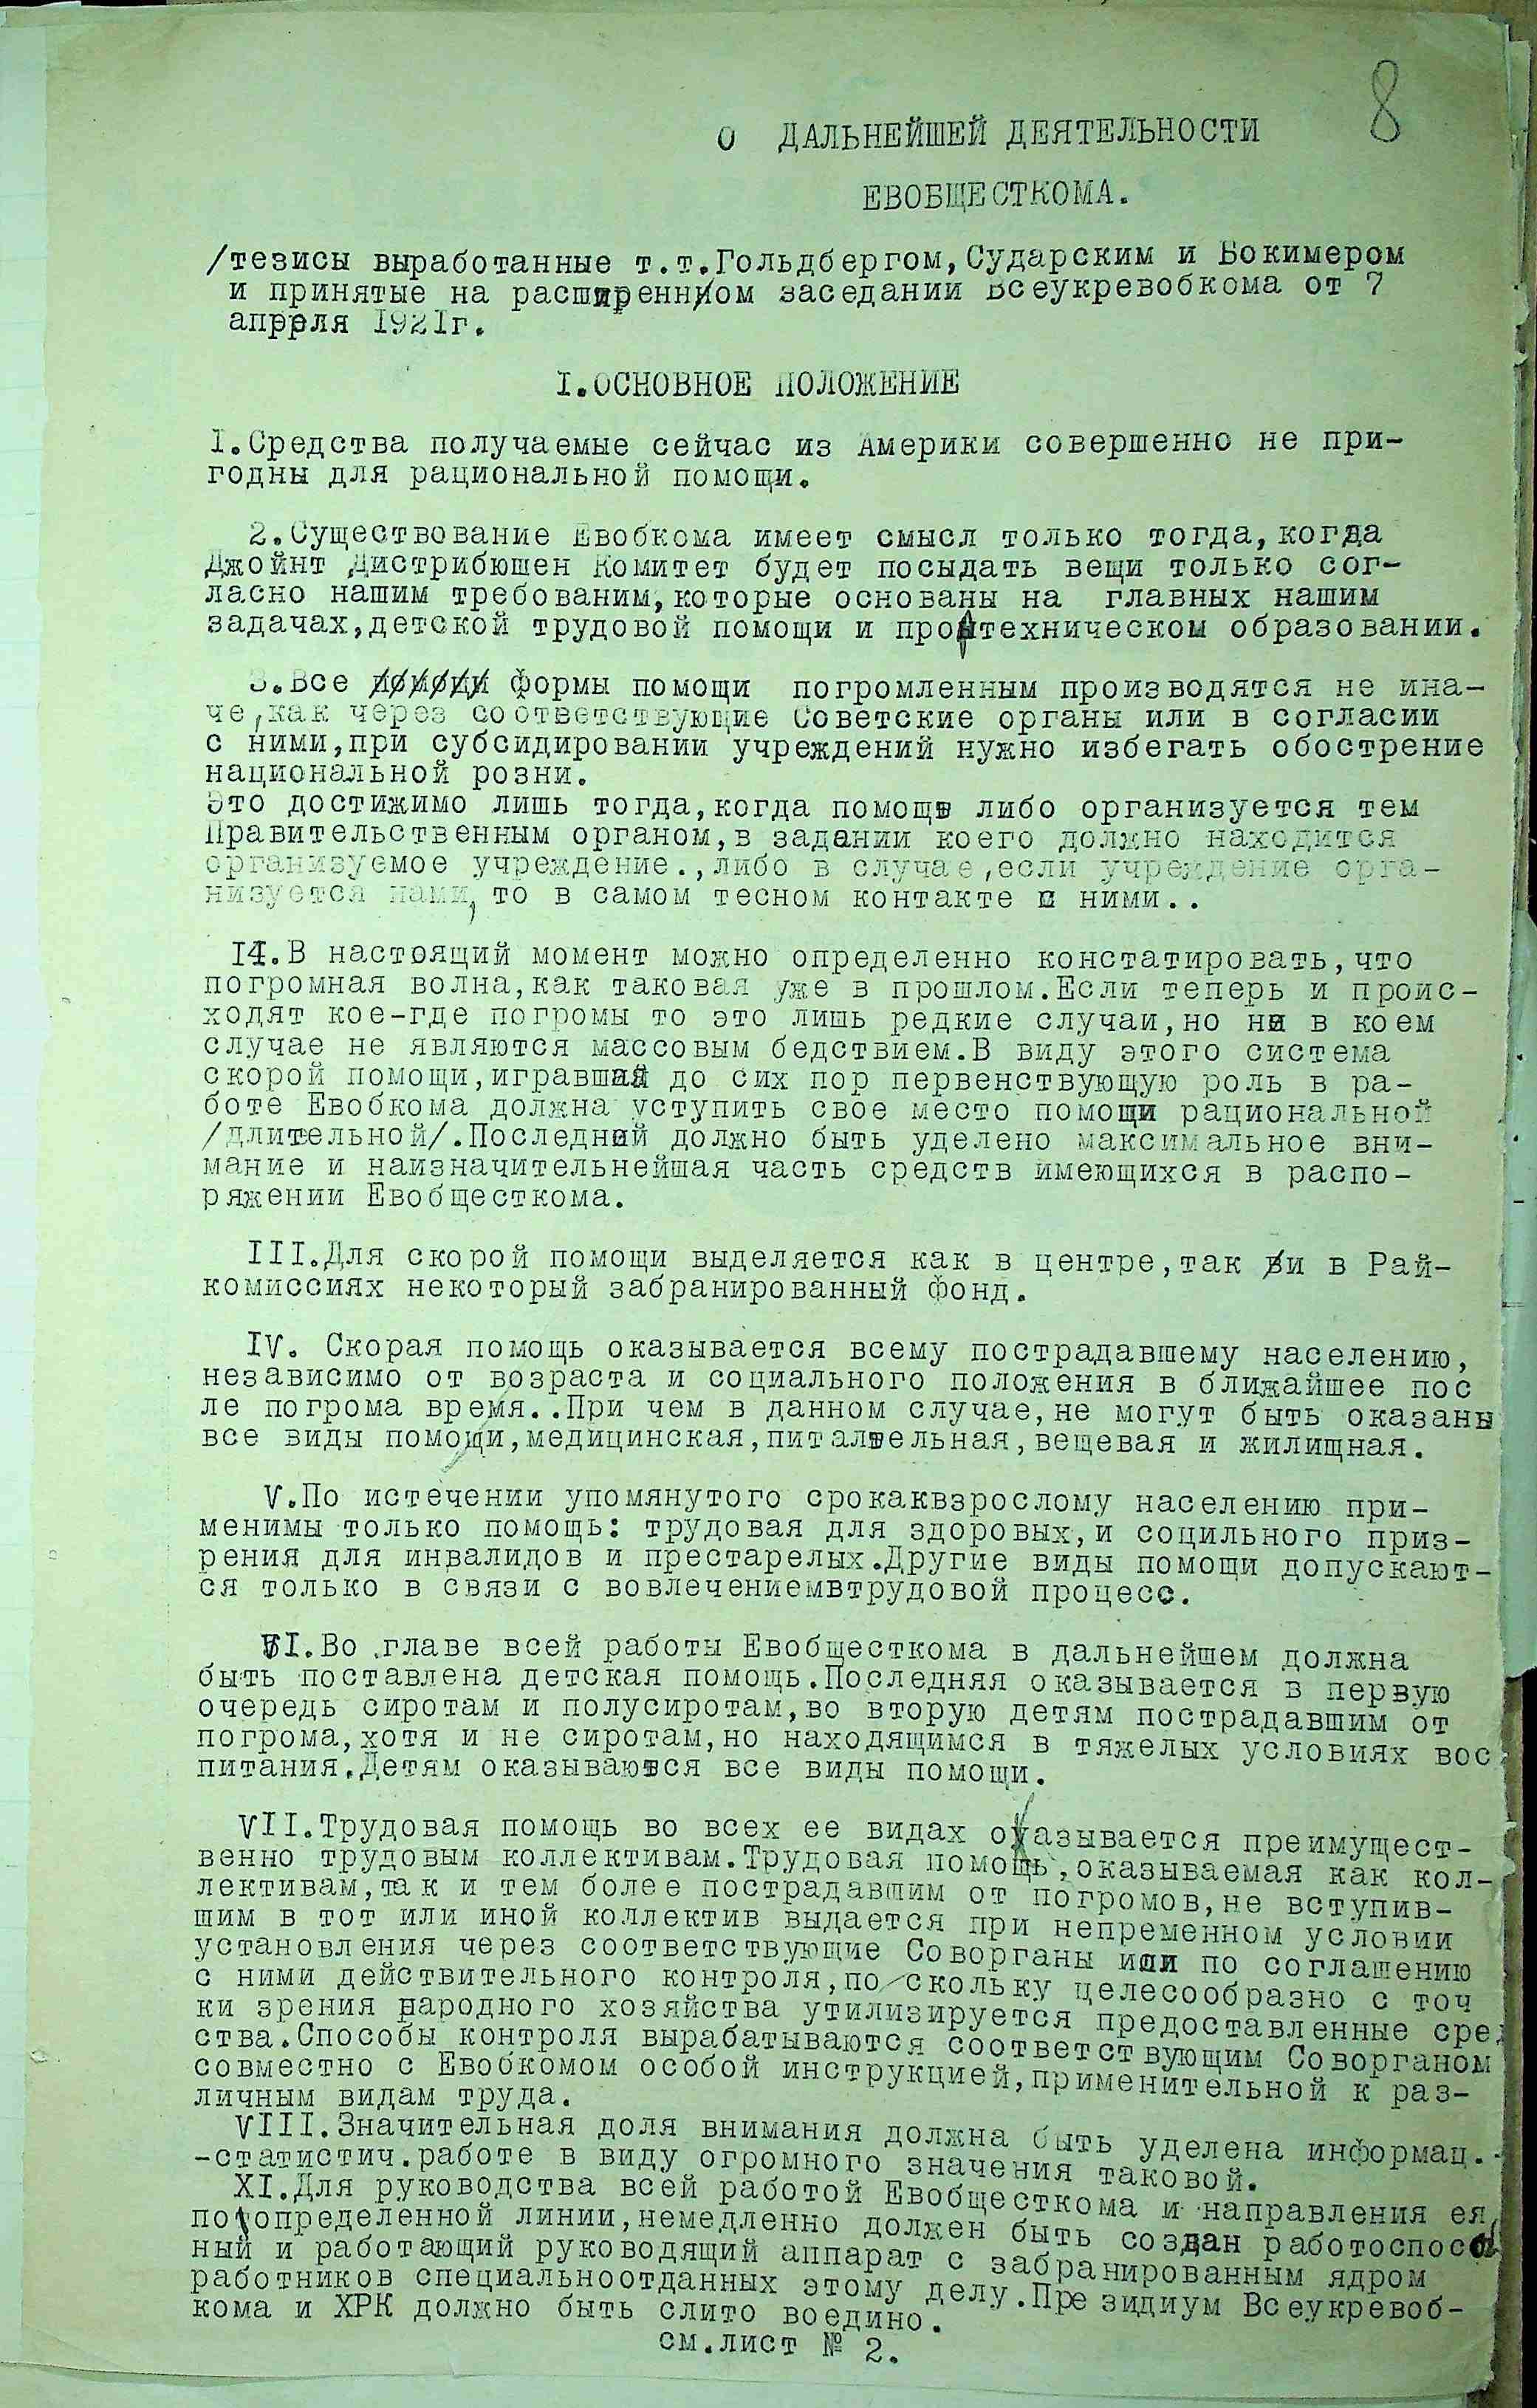 8
О ДАЛЬНЕЙШЕЙ ДЕЯТЕЛЬНОСТИ
ЕВОБЩЕСТКОМА.
/тезисы выработанные т.т.Гольдбергом,Сударским и Бокимером
и принятые на расширенном заседании Всеукревобкома от 7
апреля 1921г.
I.ОСНОВНОЕ ПОЛОЖЕНИЕ
1.Средства получаемые сейчас из Америки совершенно не при-
годны для рациональной помощи.
2.Существование Евобкома имеет смысл только тогда,когда
Джойнт Дистрибюшен Комитет будет посыдать вещи только сог-
ласно нашим требованим,которые основаны на главных нашим
задачах,детской трудовой помощи и профтехническом образовании.
3.Все формы помощи погромленным производятся не ина-
че,как через соответствующие Советские органы или в согласии
с ними,при субсидировании учреждений нужно избегать обострение
национальной розни.
Это достижимо лишь тогда,когда помощь либо организуется тем
Правительственным органом,в задании коего должно находится
организуемое учреждение.,либо в случае,если учреждение орга-
низуется нами, то в самом тесном контакте с ними..
I4.В настоящий момент можно определенно констатировать,что
погромная волна,как таковая уже в прошлом.Если теперь и проис-
ходят кое-где погромы то это лишь редкие случаи,но ни в коем
случае не являются массовым бедствием.В виду этого система
скорой помощи,игравшая до сих пор первенствующую роль в ра-
боте Евобкома должна уступить свое место помощи рациональной
/длительной/.Последней должно быть уделено максимальное вни-
мание и наизначительнейшая часть средств имеющихся в распо-
ряжении Евобщесткома.
III.Для скорой помощи выделяется как в центре,так и в Рай-
комиссиях некоторый забранированный фонд.
IV. Скорая помощь оказывается всему пострадавшему населению,
независимо от возраста и социального положения в ближайшее пос
ле погрома время..При чем в данном случае,не могут быть оказаны
все виды помощи,медицинская,питательная,вещевая и жилищная.
V.По истечении упомянутого срокаквзрослому населению при-
менимы только помощь: трудовая для здоровых,и социльного приз-
рения для инвалидов и престарелых.Другие виды помощи допускают-
ся только в связи с вовлечениемвтрудовой процесс.
VI.Во главе всей работы Евобщесткома в дальнейшем должна
быть поставлена детская помощь.Последняя оказывается в первую
очередь сиротам и полусиротам,во вторую детям пострадавшим от
погрома,хотя и не сиротам,но находящимся в тяжелых условиях вос
питания.Детям оказываются все виды помощи.
VII.Трудовая помощь во всех ее видах оказывается преимущест-
венно трудовым коллективам.Трудовая помощь,оказываемая как кол-
лективам,так и тем более пострадавшим от погромов,не вступив-
шим в тот или иной коллектив выдается при непременном условии
установления через соответствующие Соворганы или по соглашению
с ними действительного контроля,по скольку целесообразно с точ
ки зрения народного хозяйства утилизируется предоставленные сред
ства.Способы контроля вырабатываются соответствующим Соворганом
совместно с Евобкомом особой инструкцией,применительной к раз-
личным видам труда.
VIII.Значительная доля внимания должна быть уделена информац.-
-статистич.работе в виду огромного значения таковой.
XI.Для руководства всей работой Евобщесткома и направления ея
по определенной линии,немедленно должен быть создан работоспособ
ный и работающий руководящий аппарат с забранированным ядром
работников специальноотданных этому делу.Президиум Всеукревоб-
кома и ХРК должно быть слито воедино.
см.лист № 2.